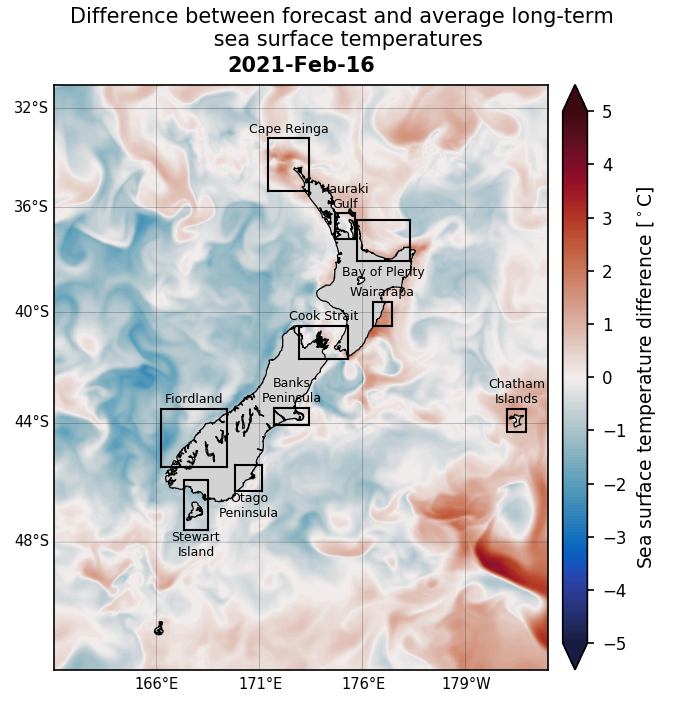 Difference between forecast and average long-term
sea surface temperatures
2021-Feb-16
32°S
36°S
40°S
44°S
48°S
166°E
171°E
176°E
179°W
Cape Reinga
Hauraki
Gulf
Bay of Plenty
Wairarapa
Cook Strait
Banks
Peninsula
Fiordland
Chatham
Islands
Otago
Peninsula
Stewart
Island
5
4
3
2
1
0
−1
−2
−3
−4
−5
Sea surface temperature difference [°C]